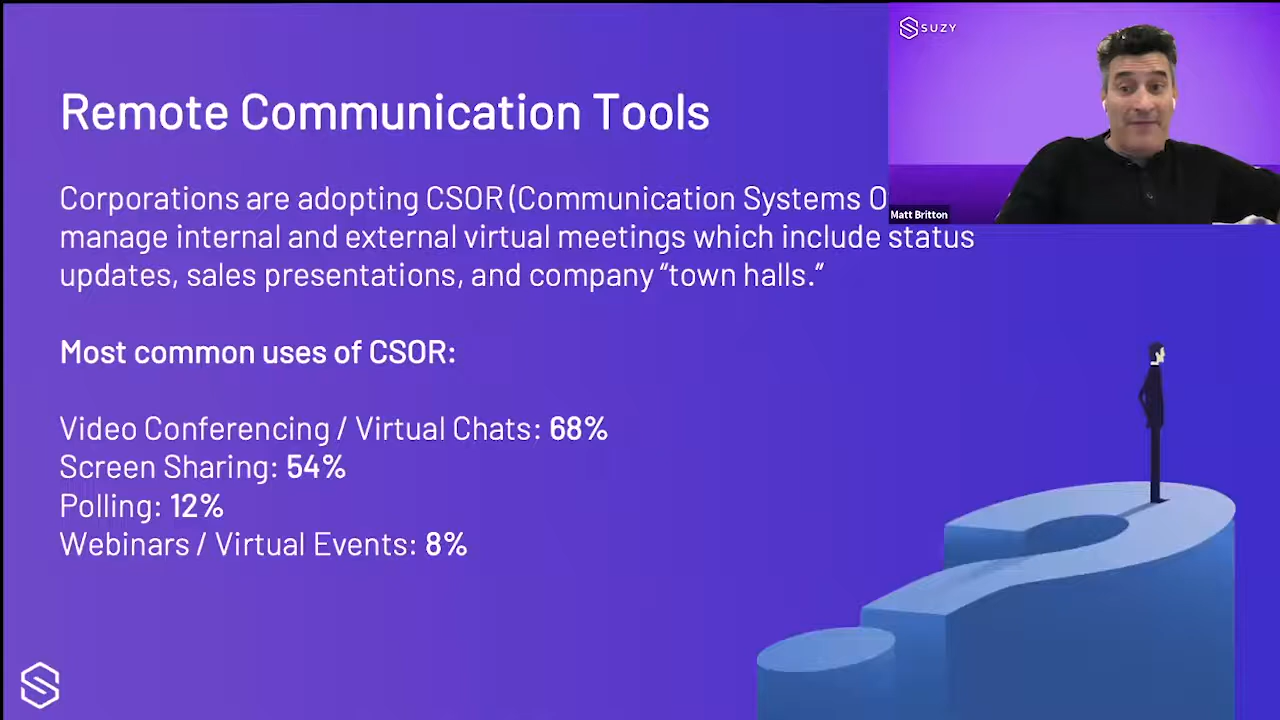 SUZY
Matt Britton
Remote Communication Tools
Corporations are adopting CSOR (Communication Systems
manage internal and external virtual meetings which include status
updates, sales presentations, and company “town halls.”
Most common uses of CSOR:
Video Conferencing / Virtual Chats: 68%
Screen Sharing: 54%
Polling: 12%
Webinars / Virtual Events: 8%